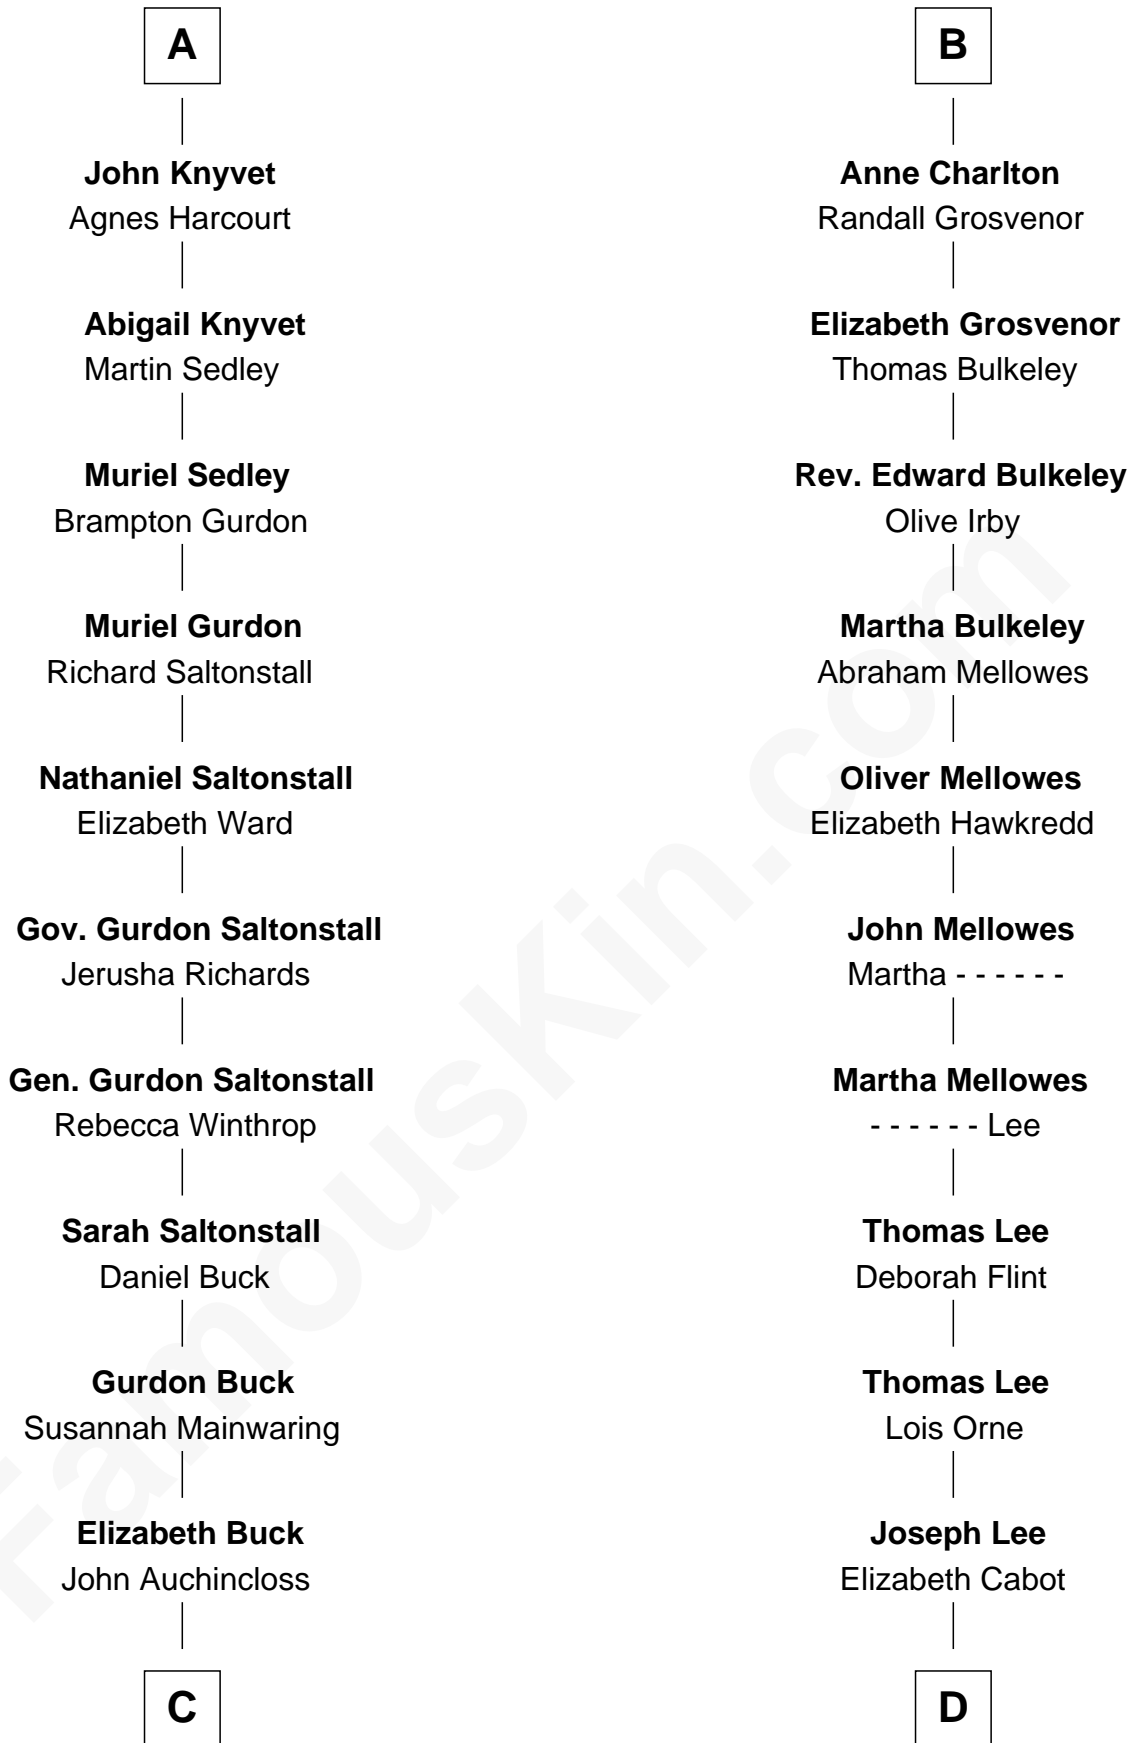 A
John Knyvet
Agnes Harcourt
Abigail Knyvet
Martin Sedley
Muriel Sedley
Brampton Gurdon
Muriel Gurdon
Richard Saltonstall
Nathaniel Saltonstall
Elizabeth Ward
Gov. Gurdon Saltonstall
Jerusha Richards
Gen. Gurdon Saltonstall
Rebecca Winthrop
Sarah Saltonstall
Daniel Buck
Gurdon Buck
Susannah Mainwaring
Elizabeth Buck
John Auchincloss
C
B
Anne Charlton
Randall Grosvenor
Elizabeth Grosvenor
Thomas Bulkeley
Rev. Edward Bulkeley
Olive Irby
Martha Bulkeley
Abraham Mellowes
Oliver Mellowes
Elizabeth Hawkredd
John Mellowes
Martha - - - - - -
Martha Mellowes
- - - - - - Lee
Thomas Lee
Deborah Flint
Thomas Lee
Lois Orne
Joseph Lee
Elizabeth Cabot
D
FamousKin.com